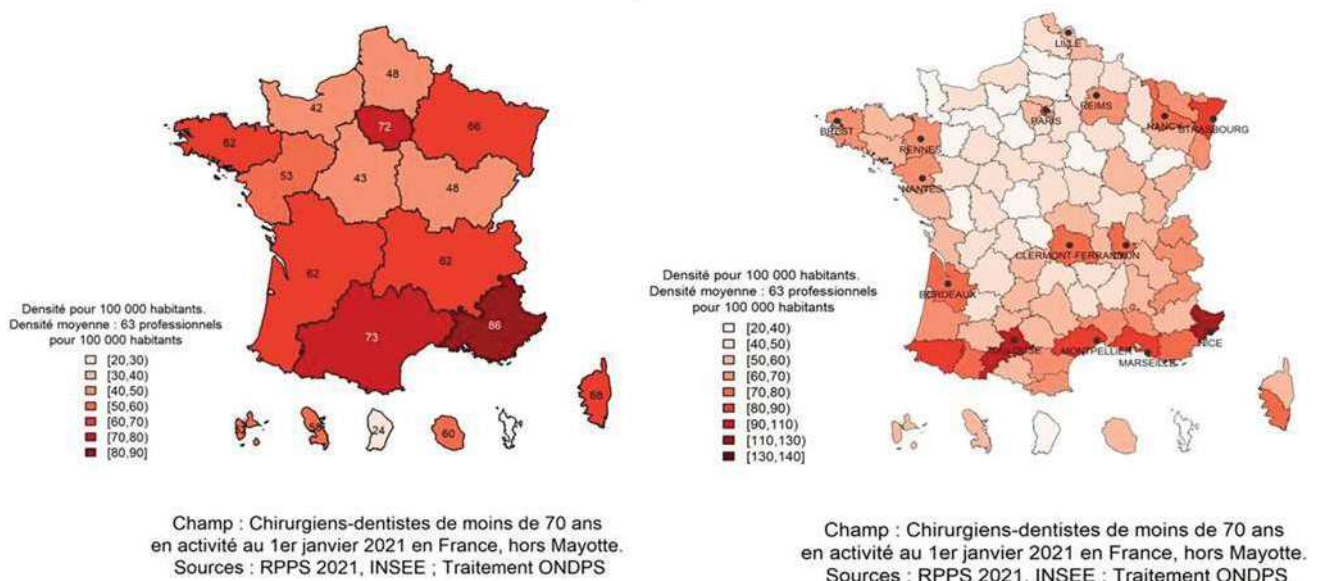 48
42
72
66
62
53
43
48
62
62
73
86
68
24
60
Densité pour 100 000 habitants.
Densité moyenne : 63 professionnels
pour 100 000 habitants
[20,30)
[30,40)
[40,50)
[50,60)
[60,70)
[70,80)
[80,90]
Champ : Chirurgiens-dentistes de moins de 70 ans
en activité au 1er janvier 2021 en France, hors Mayotte.
Sources : RPPS 2021, INSEE ; Traitement ONDPS
LILLE
REIMS
PARIS
BREST
NANCY
STRASBOURG
RENNES
NANTES
CLERMONT-FERRAND
LYON
BORDEAUX
TOULOUSE
MONTPELLIER
NICE
MARSEILLE
Densité pour 100 000 habitants.
Densité moyenne : 63 professionnels
pour 100 000 habitants
[20,40)
[40,50)
[50,60)
[60,70)
[70,80)
[80,90)
[90,110)
[110,130)
[130,140]
Champ : Chirurgiens-dentistes de moins de 70 ans
en activité au 1er janvier 2021 en France, hors Mayotte.
Sources : RPPS 2021, INSEE ; Traitement ONDPS